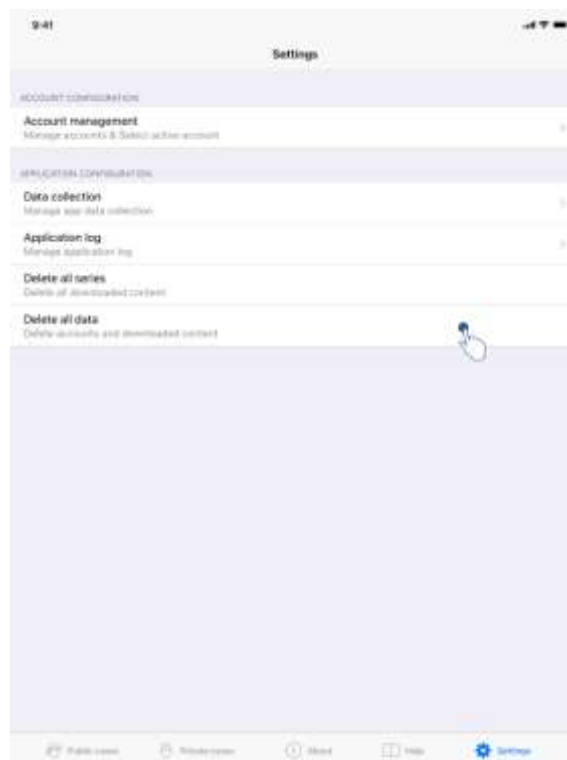 9:41
Settings
ACCOUNT CONFIGURATION
Account management
Manage accounts & Select active account
APPLICATION CONFIGURATION
Data collection
Manage app data collection
Application log
Manage application log
Delete all series
Delete all downloaded content
Delete all data
Delete accounts and downloaded content
Public cases
Private cases
About
Help
Settings